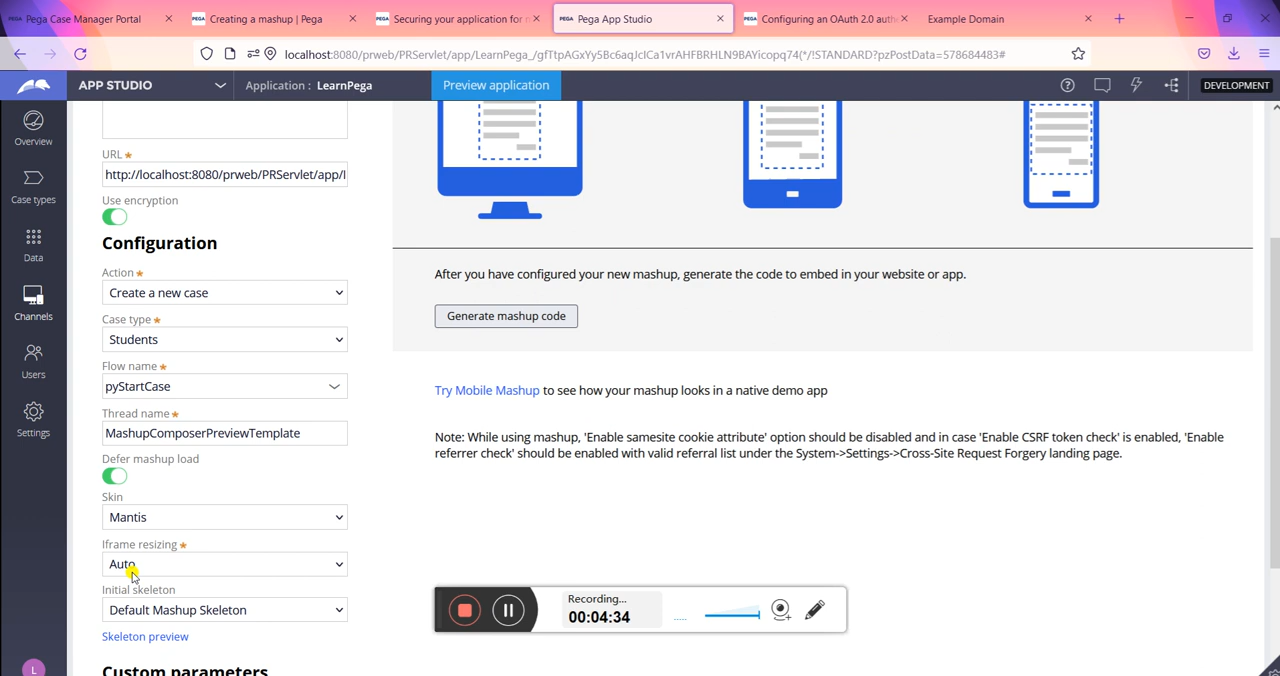 PEGA Pega Case Manager Portal
PEGA Creating a mashup | Pega
PEGA Securing your application for
PEGA Pega App Studio
PEGA Configuring an OAuth 2.0
Example Domain
localhost:8080/prweb/PRServlet/app/LearnPega_/
APP STUDIO
Application : LearnPega
Preview application
DEVELOPMENT
Overview
Case types
Data
Channels
Users
Settings
L
URL★
http://localhost:8080/prweb/PRServlet/app/l
Use encryption
Configuration
Action★
Create a new case
Case type★
Students
Flow name★
pyStartCase
Thread name★
MashupComposerPreviewTemplate
Defer mashup load
Skin
Mantis
Iframe resizing★
Auto
Initial skeleton
Default Mashup Skeleton
Skeleton preview
Custom parameters
After you have configured your new mashup, generate the code to embed in your website or app.
Generate mashup code
Try Mobile Mashup to see how your mashup looks in a native demo app
Note: While using mashup, 'Enable samesite cookie attribute' option should be disabled and in case 'Enable CSRF token check' is enabled, 'Enable
referrer check' should be enabled with valid referral list under the System->Settings->Cross-Site Request Forgery landing page.
Recording...
00:04:34